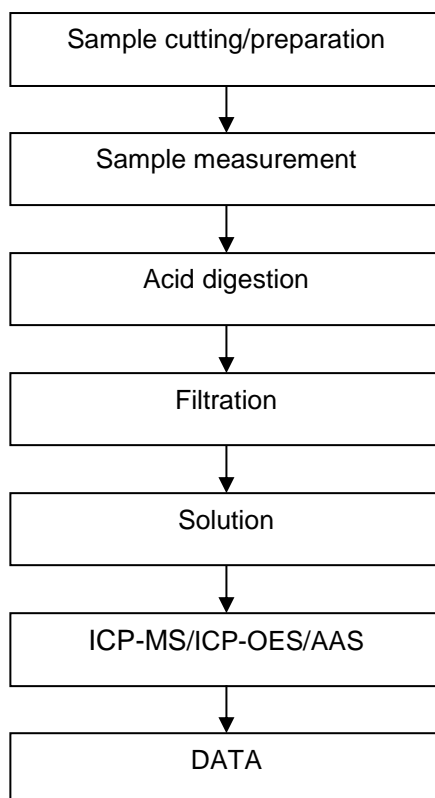 Sample cutting/preparation
Sample measurement
Acid digestion
Filtration
Solution
ICP-MS/ICP-OES/AAS
DATA